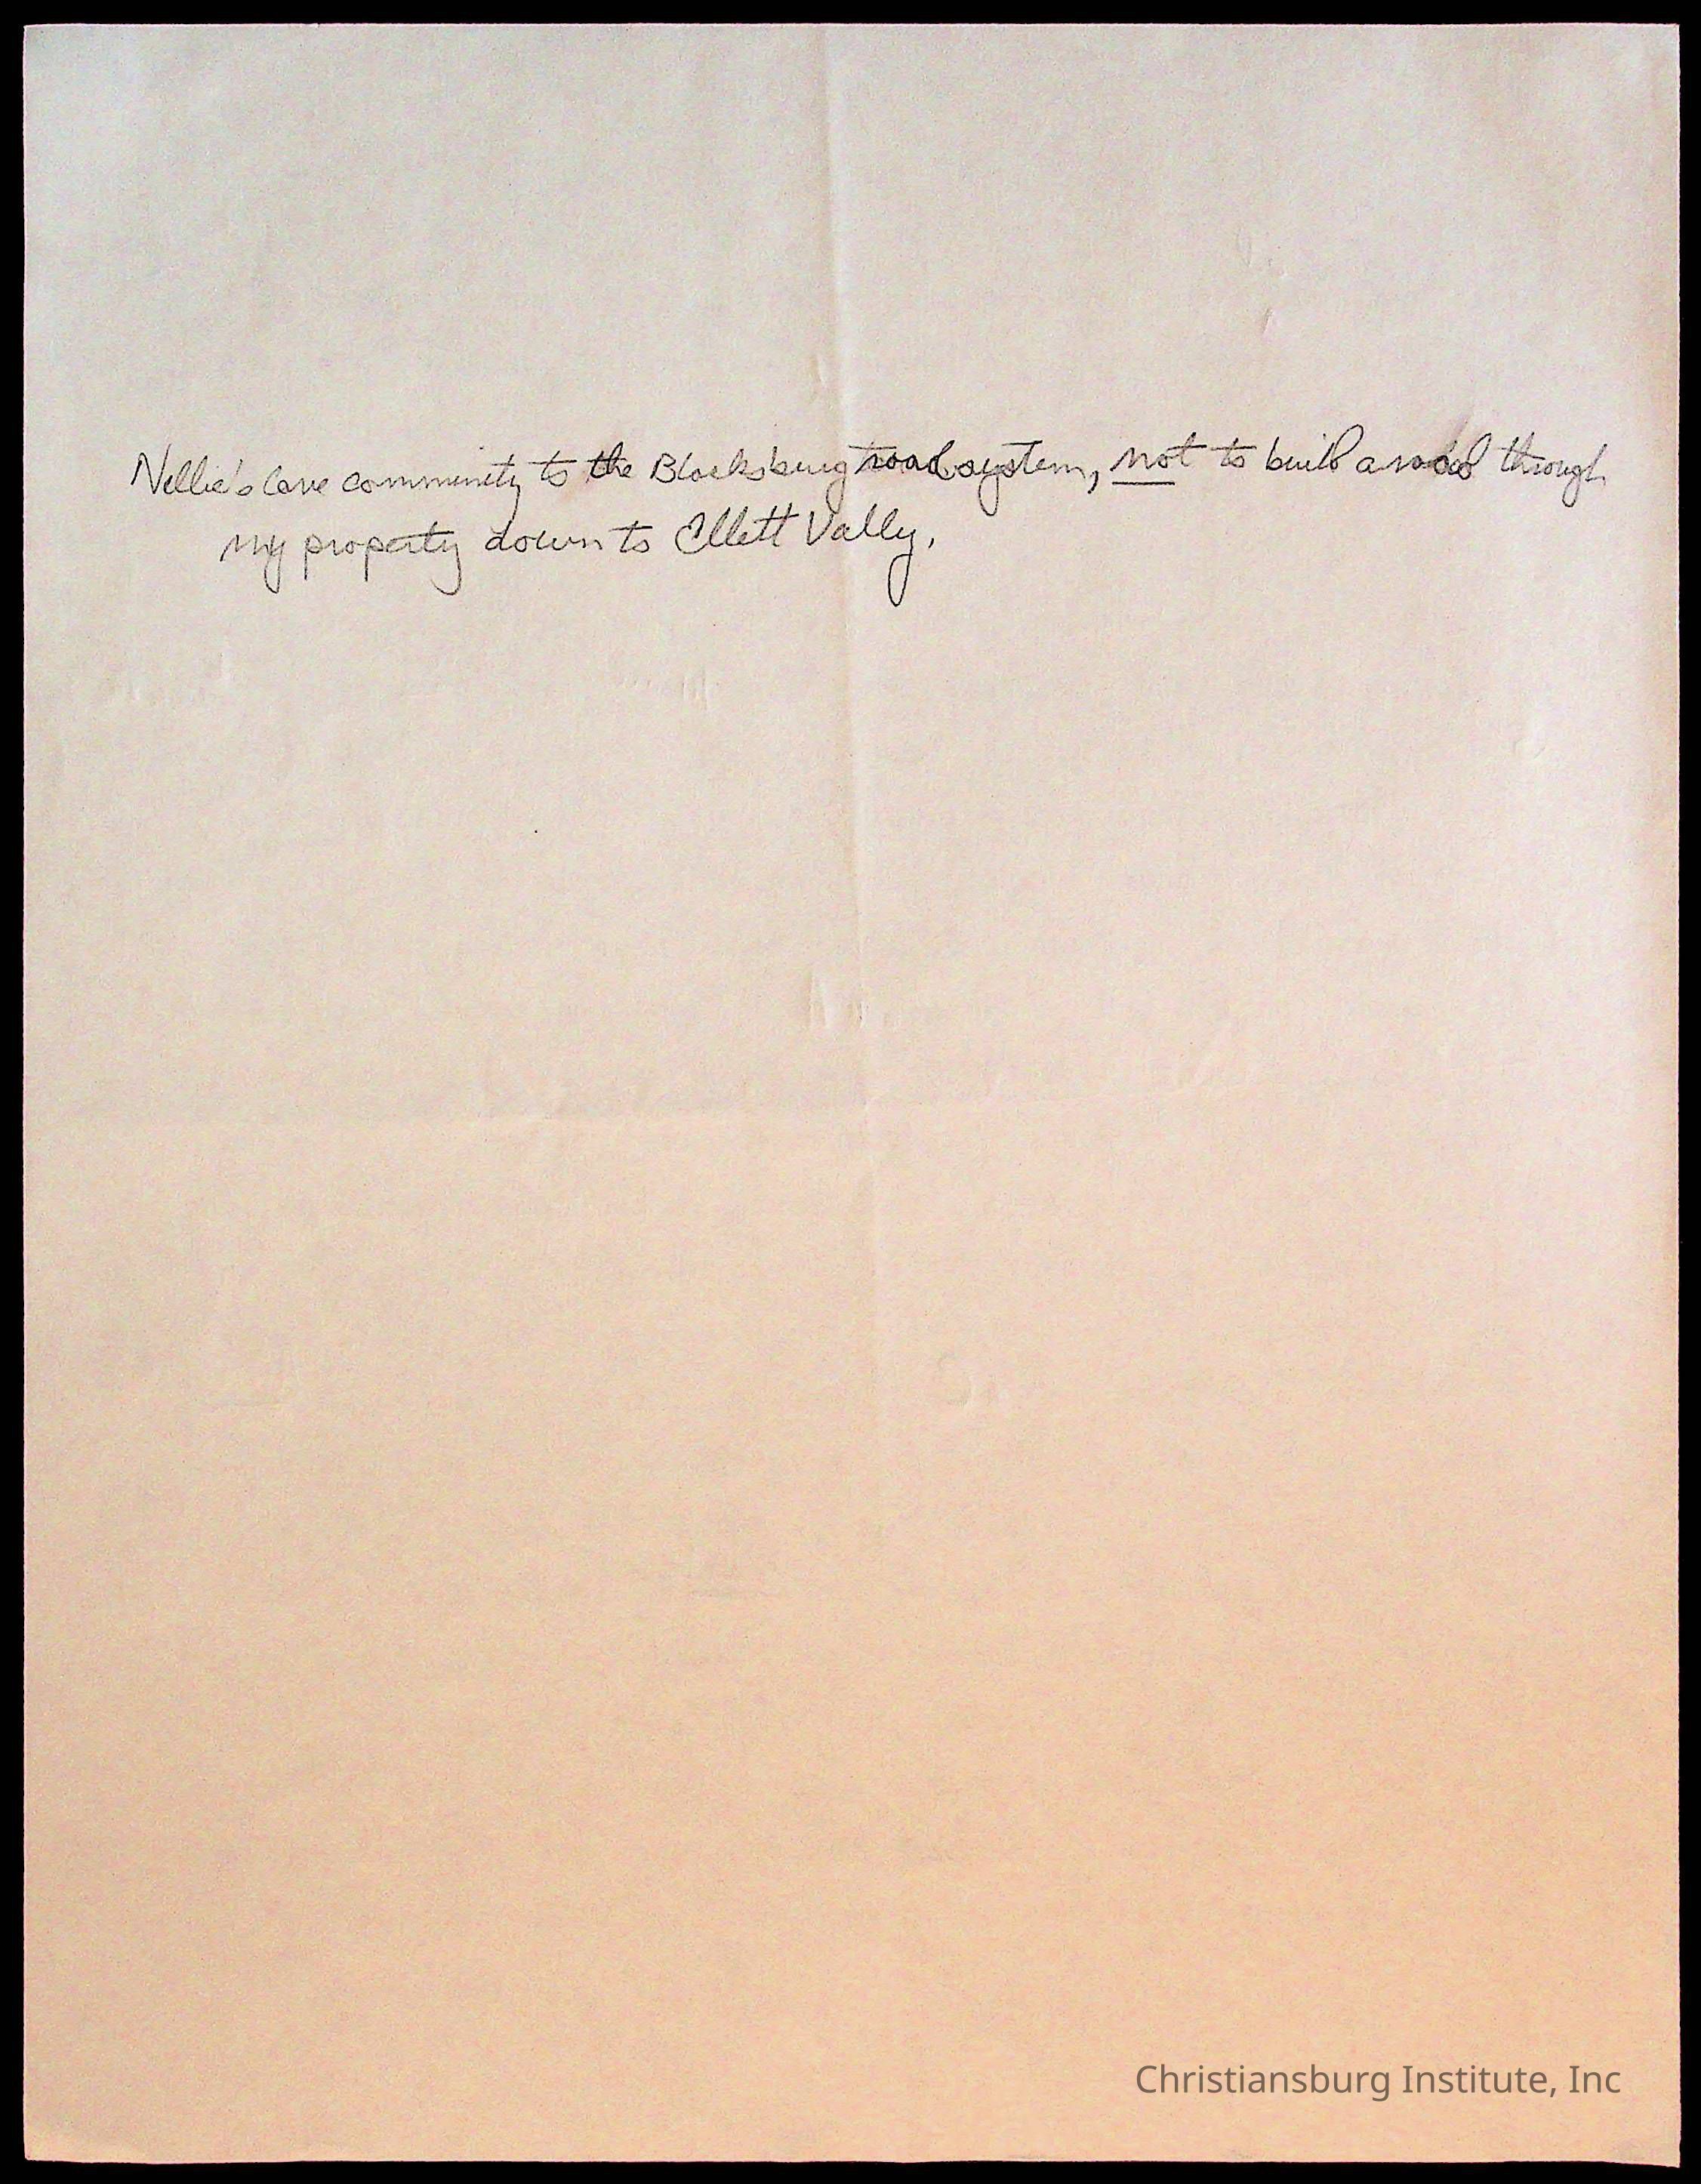 Nellie's Cave community to the Blacksburg road system, not to build a road through
my property down to Ellett Vally.
Christiansburg Institute, Inc